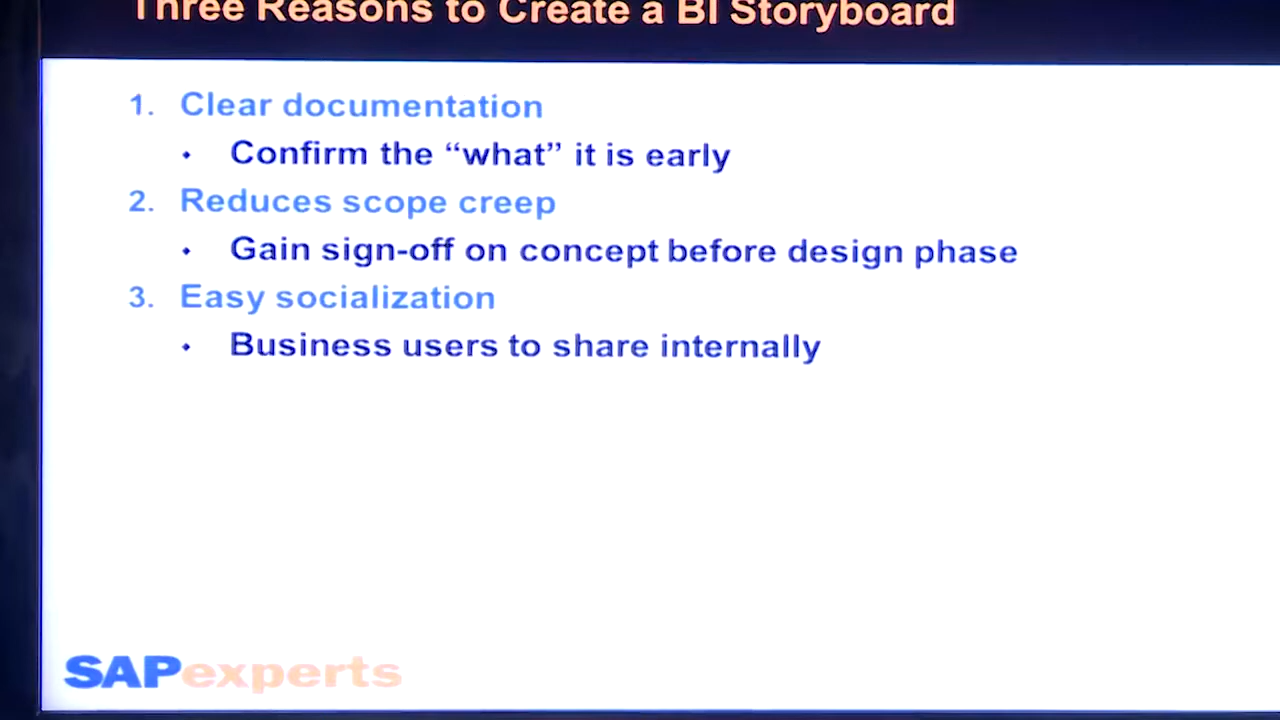 Three Reasons to Create a BI Storyboard
1. Clear documentation
• Confirm the “what” it is early
2. Reduces scope creep
• Gain sign-off on concept before design phase
3. Easy socialization
• Business users to share internally
SAPexperts